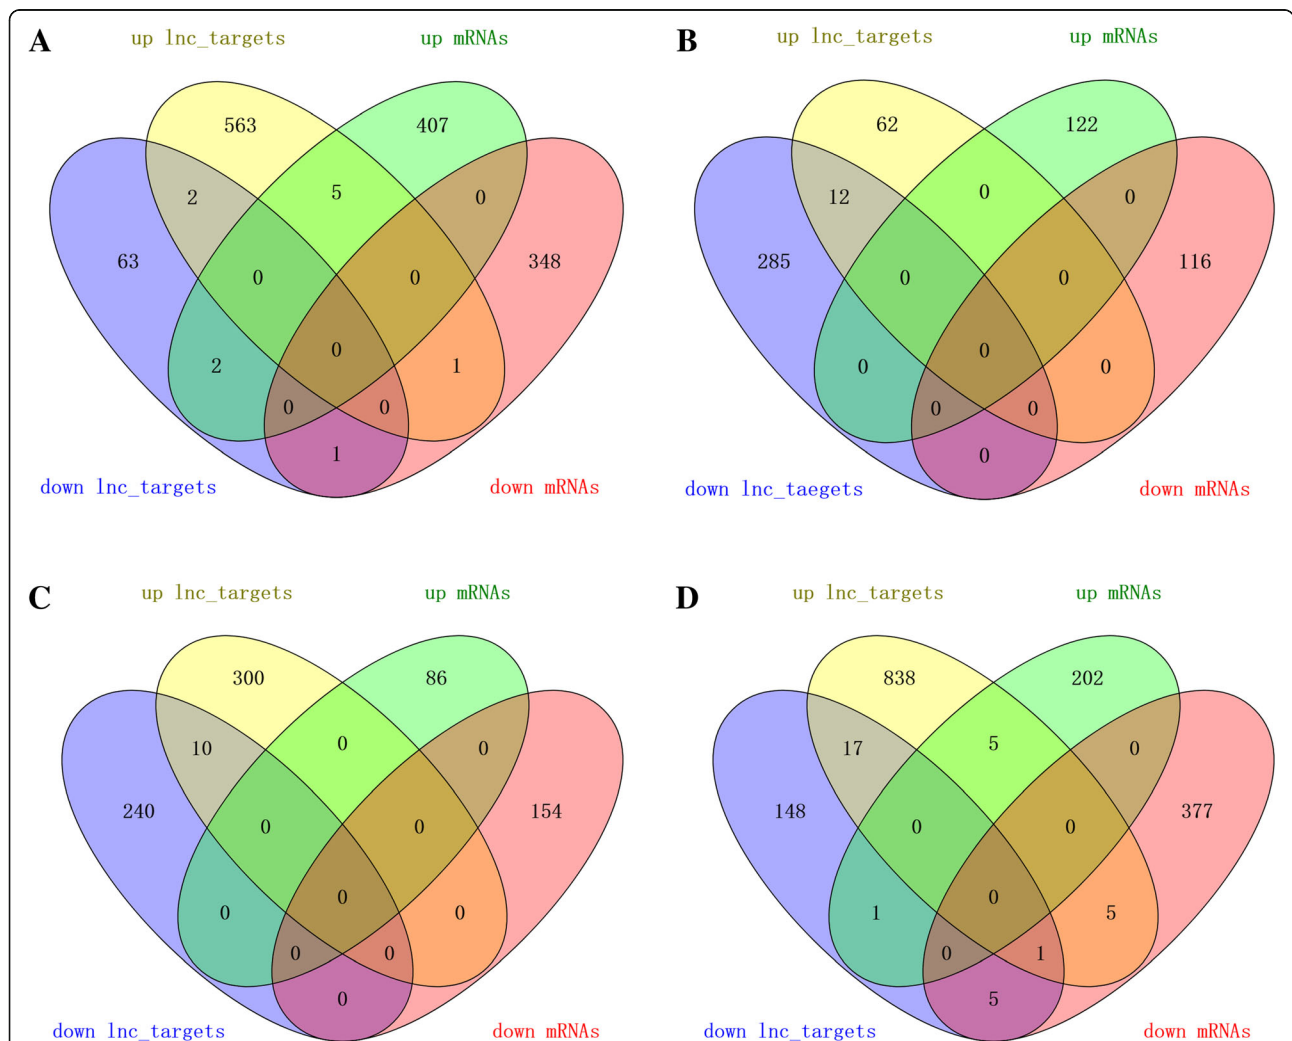 A up lnc_targets up mRNAs B up lnc_targets up mRNAs
563 407 62 122
2 5 0 12 0 0
63 0 0 348 285 0 0 116
0 0
2 1 0 0
0 0 0 0
1 0
down lnc_targets down mRNAs down lnc_taegets down mRNAs
C up lnc_targets up mRNAs D up lnc_targets up mRNAs
300 86 838 202
10 0 0 17 5 0
240 0 0 154 148 0 0 377
0 0
0 0 1 5
0 0 0 1
0 5
down lnc_targets down mRNAs down lnc_targets down mRNAs